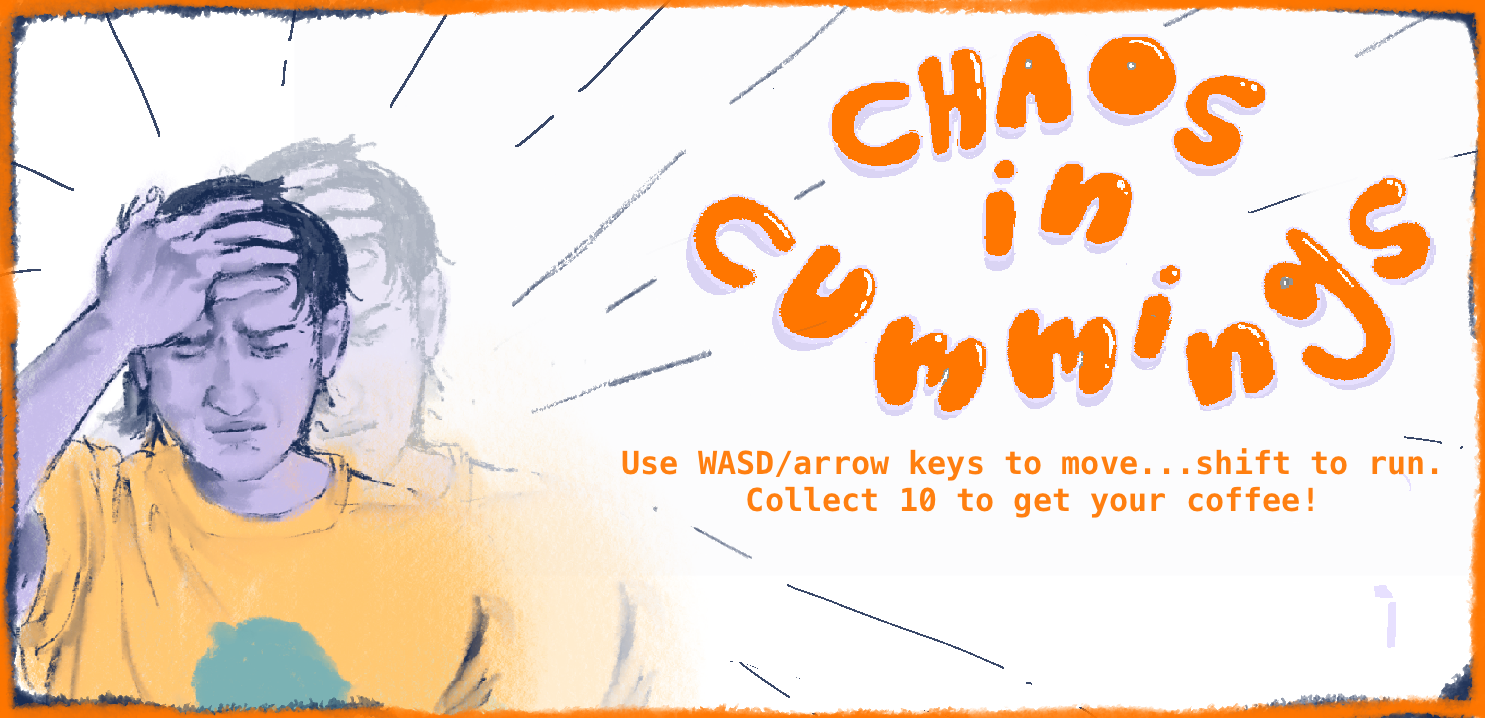 CHAOS
in
cummings
Use WASD/arrow keys to move...shift to run.
Collect 10 to get your coffee!